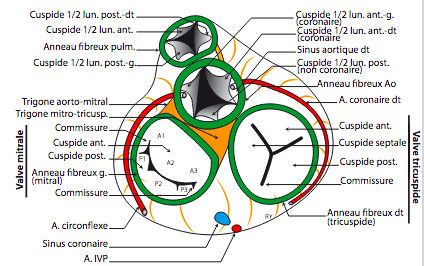 Cuspide 1/2 lun. post.-dt
Cuspide 1/2 lun. ant.
Anneau fibreux pulm.
Cuspide 1/2 lun. post.-g.
Cuspide 1/2 lun. ant.-g.
(coronaire)
Cuspide 1/2 lun. ant.-dt
(coronaire
Sinus aortique dt
Cuspide 1/2 lun. post.
(non coronaire)
Anneau fibreux Ao
A. coronaire dt
Trigone aorto-mitral
Trigone mitro-tricusp.
Commissure
Cuspide ant.
Cuspide post.
Anneau fibreux g.
(mitral)
Commissure
Valve mitrale
A. circonflexe
Sinus coronaire
A. IVP
A1
A2
A3
P1
P2
P3
Cuspide ant.
Cuspide septale
Cuspide post.
Commissure
Anneau fibreux dt
(tricuspide)
Valve tricuspide
RY